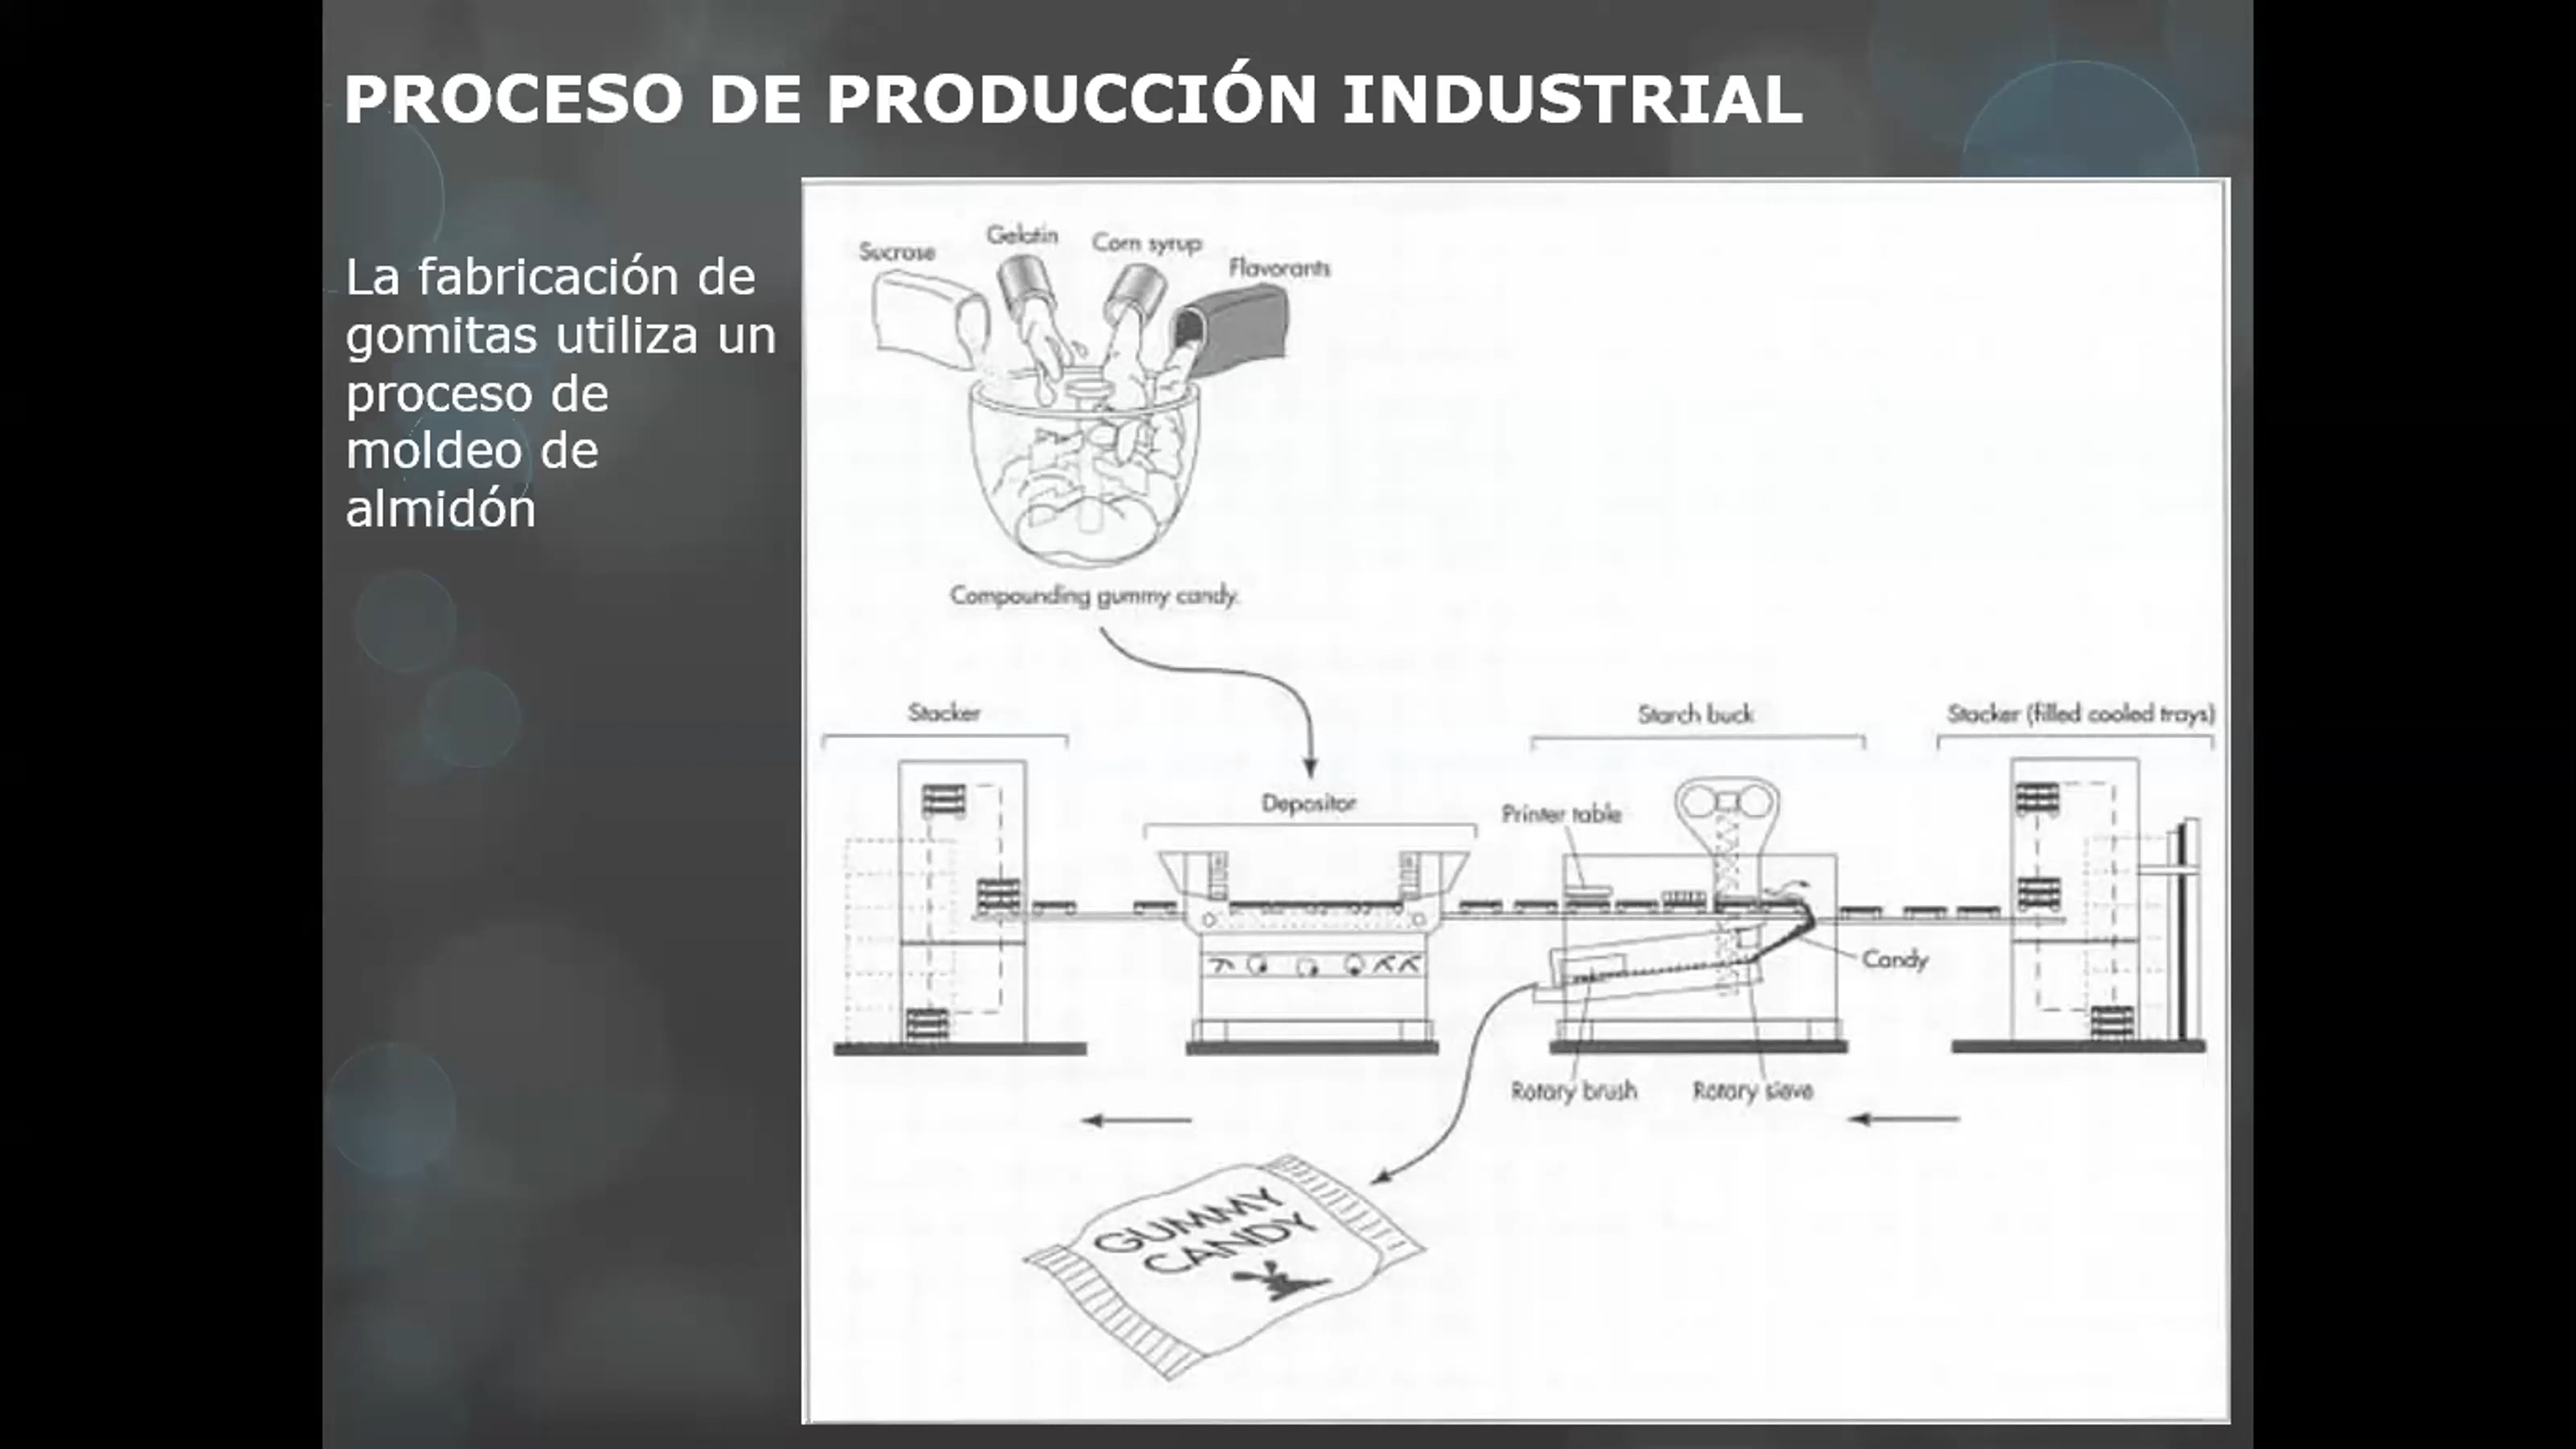 PROCESO DE PRODUCCIÓN INDUSTRIAL
La fabricación de
gomitas utiliza un
proceso de
moldeo de
almidón
Sucrose
Gelatin
Corn syrup
Flavorants
Compounding gummy candy.
Stacker
Starch buck
Stacker (filled cooled trays)
Depositor
Printer table
Candy
Rotary brush
Rotary sieve
GUMMY
CANDY